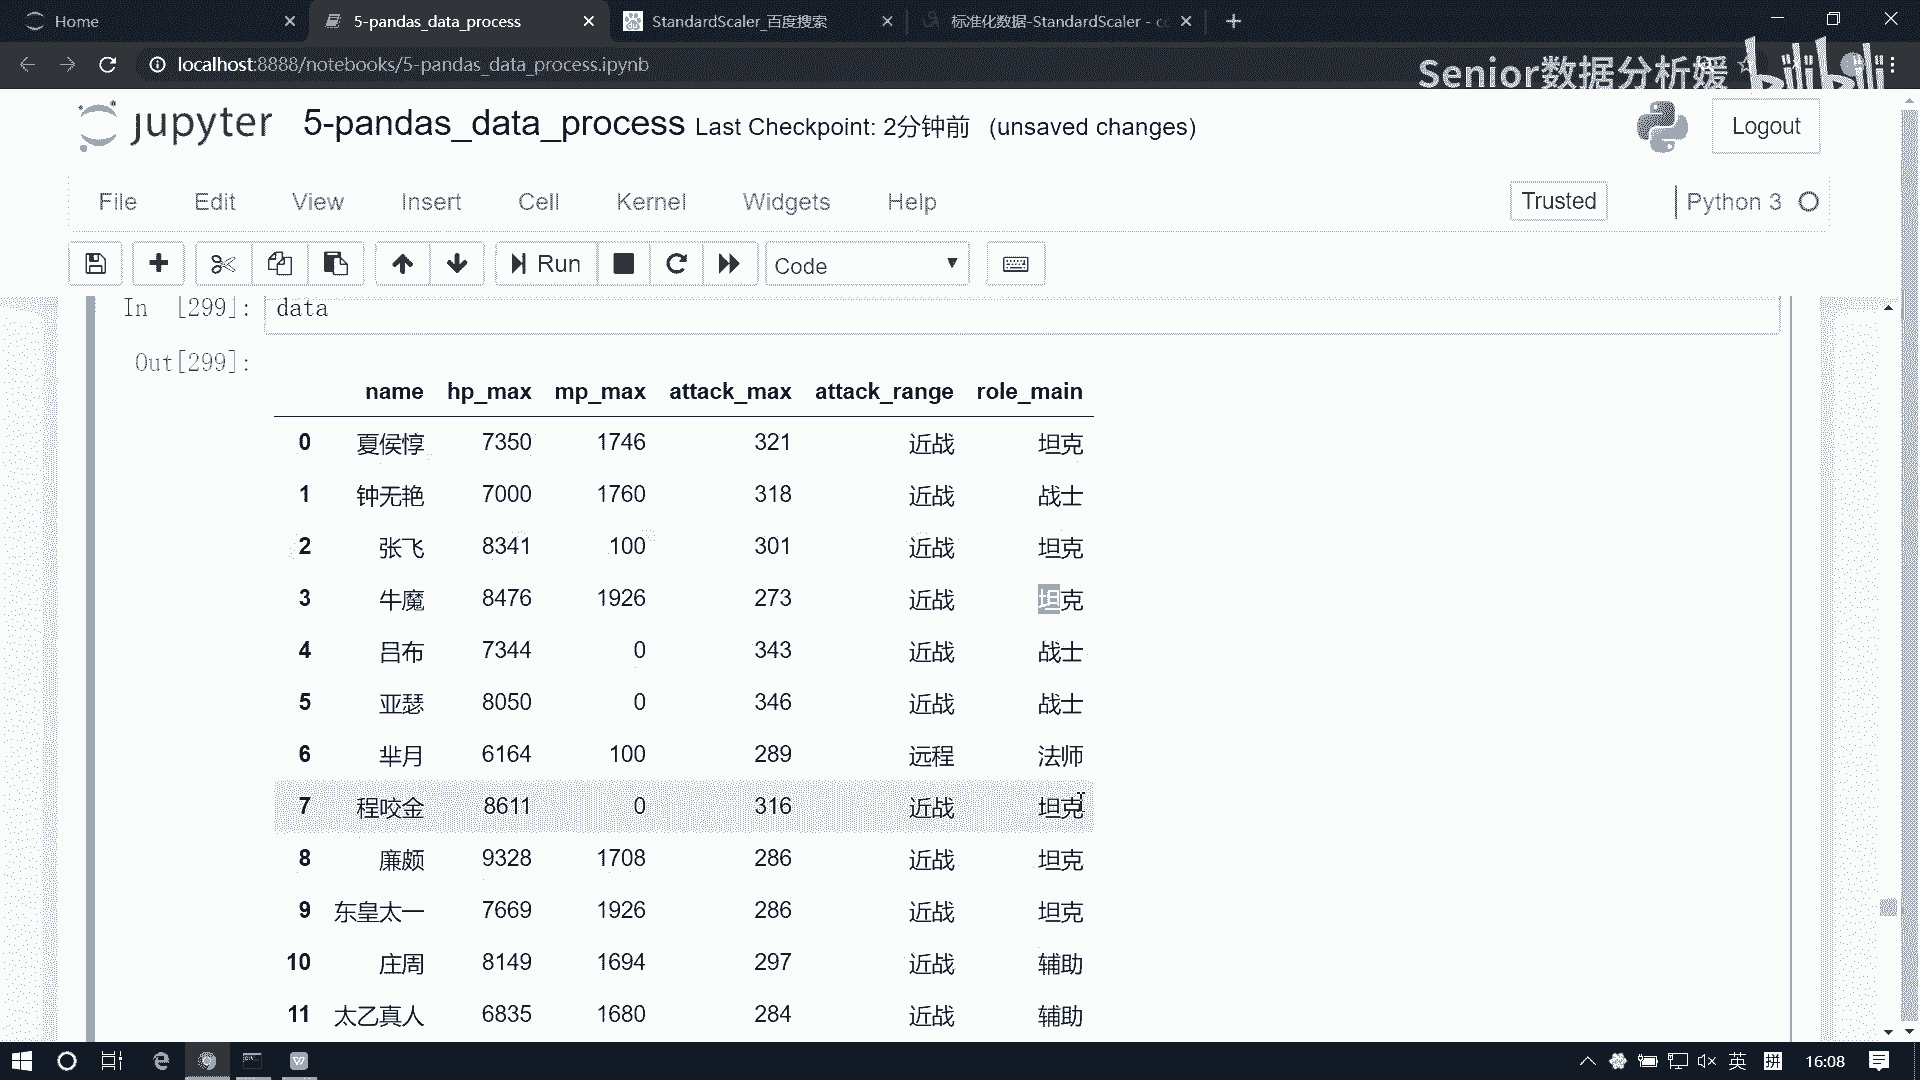 Home
5-pandas_data_process
StandardScaler_百度搜索
标准化数据-StandardScaler - cc
localhost:8888/notebooks/5-pandas_data_process.ipynb
Senior数据分析媛
bilibili
jupyter 5-pandas_data_process Last Checkpoint: 2分钟前 (unsaved changes)
Logout
File Edit View Insert Cell Kernel Widgets Help
Trusted
Python 3
Run
Code
In [299]: data
Out[299]:
name hp_max mp_max attack_max attack_range role_main
0 夏侯惇 7350 1746 321 近战 坦克
1 钟无艳 7000 1760 318 近战 战士
2 张飞 8341 100 301 近战 坦克
3 牛魔 8476 1926 273 近战 坦克
4 吕布 7344 0 343 近战 战士
5 亚瑟 8050 0 346 近战 战士
6 芈月 6164 100 289 远程 法师
7 程咬金 8611 0 316 近战 坦克
8 廉颇 9328 1708 286 近战 坦克
9 东皇太一 7669 1926 286 近战 坦克
10 庄周 8149 1694 297 近战 辅助
11 太乙真人 6835 1680 284 近战 辅助
英
拼
16:08